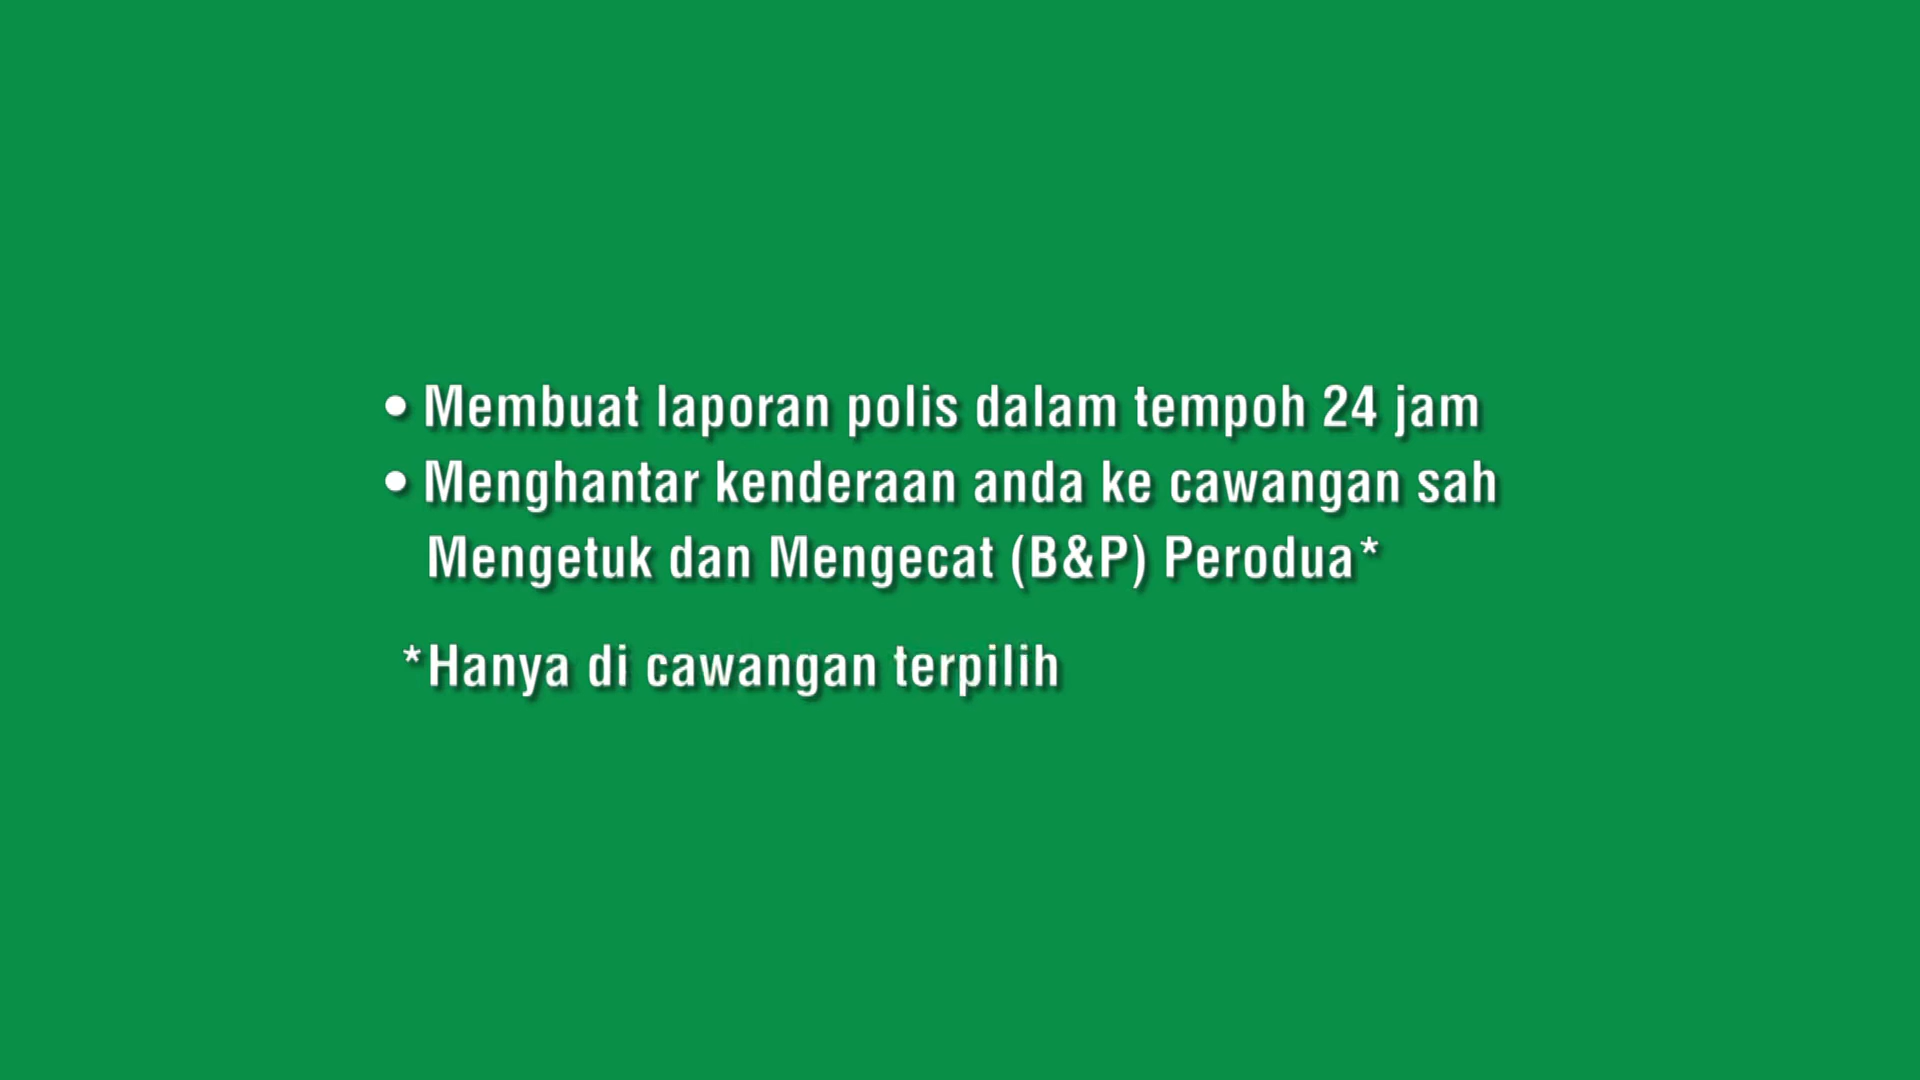 • Membuat laporan polis dalam tempoh 24 jam
• Menghantar kenderaan anda ke cawangan sah
Mengetuk dan Mengecat (B&P) Perodua*
*Hanya di cawangan terpilih